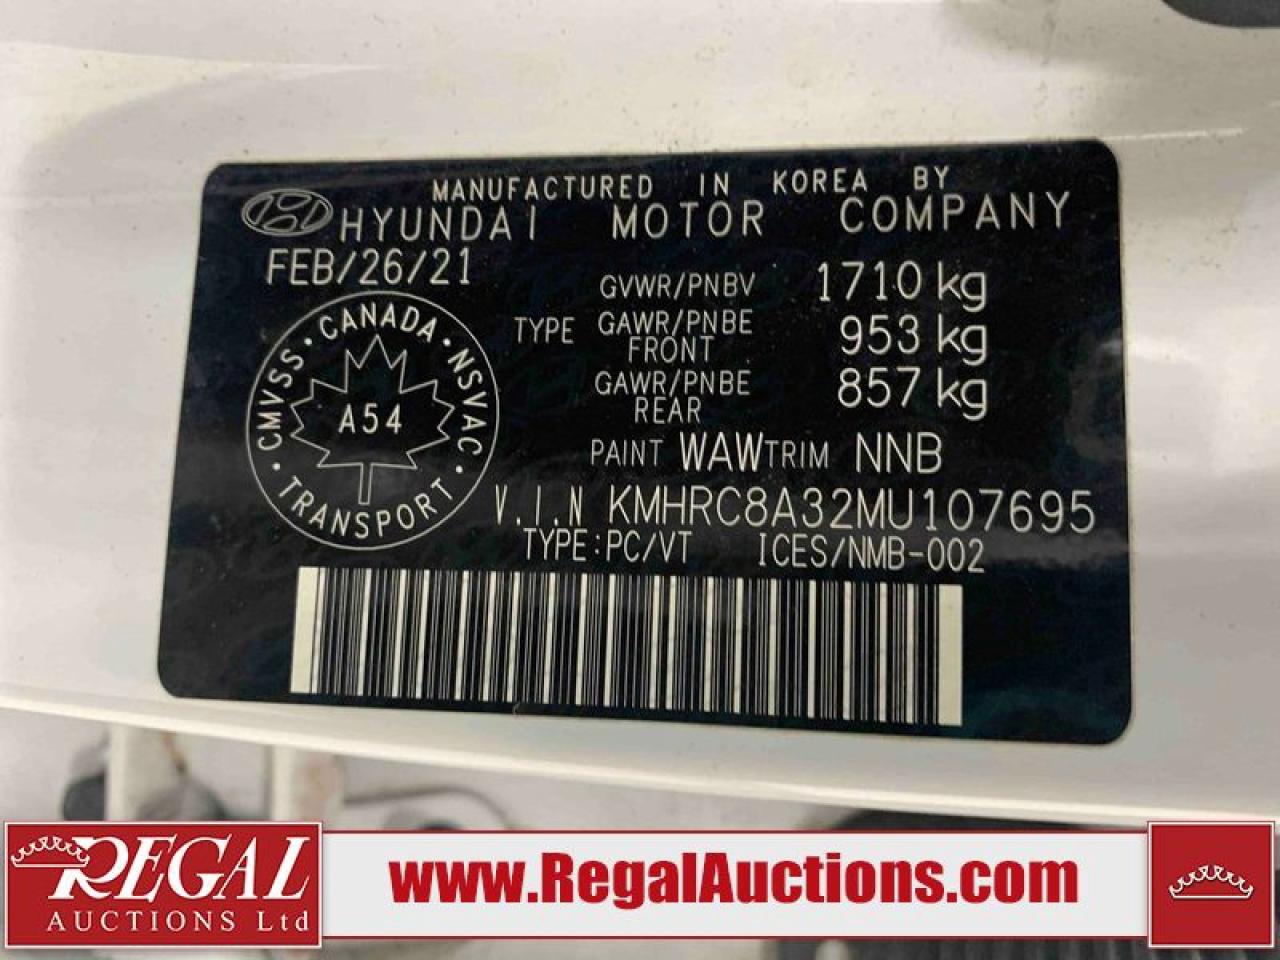 MANUFACTURED IN KOREA BY
HYUNDAI MOTOR COMPANY
FEB/26/21
GVWR/PNBV 1710 kg
TYPE GAWR/PNBE FRONT 953 kg
GAWR/PNBE REAR 857 kg
PAINT WAW TRIM NNB
V.I.N KMHRC8A32MU107695
TYPE:PC/VT ICES/NMB-002
CMVSS · CANADA · NSVAC
A54
· TRANSPORT ·
REGAL
AUCTIONS Ltd
www.RegalAuctions.com